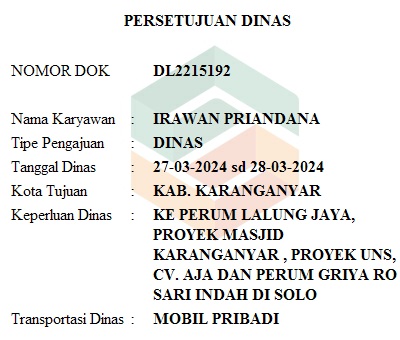 PERSETUJUAN DINAS
NOMOR DOK DL2215192
Nama Karyawan : IRAWAN PRIANDANA
Tipe Pengajuan : DINAS
Tanggal Dinas : 27-03-2024 sd 28-03-2024
Kota Tujuan : KAB. KARANGANYAR
Keperluan Dinas : KE PERUM LALUNG JAYA,
PROYEK MASJID
KARANGANYAR , PROYEK UNS,
CV. AJA DAN PERUM GRIYA RO
SARI INDAH DI SOLO
Transportasi Dinas : MOBIL PRIBADI